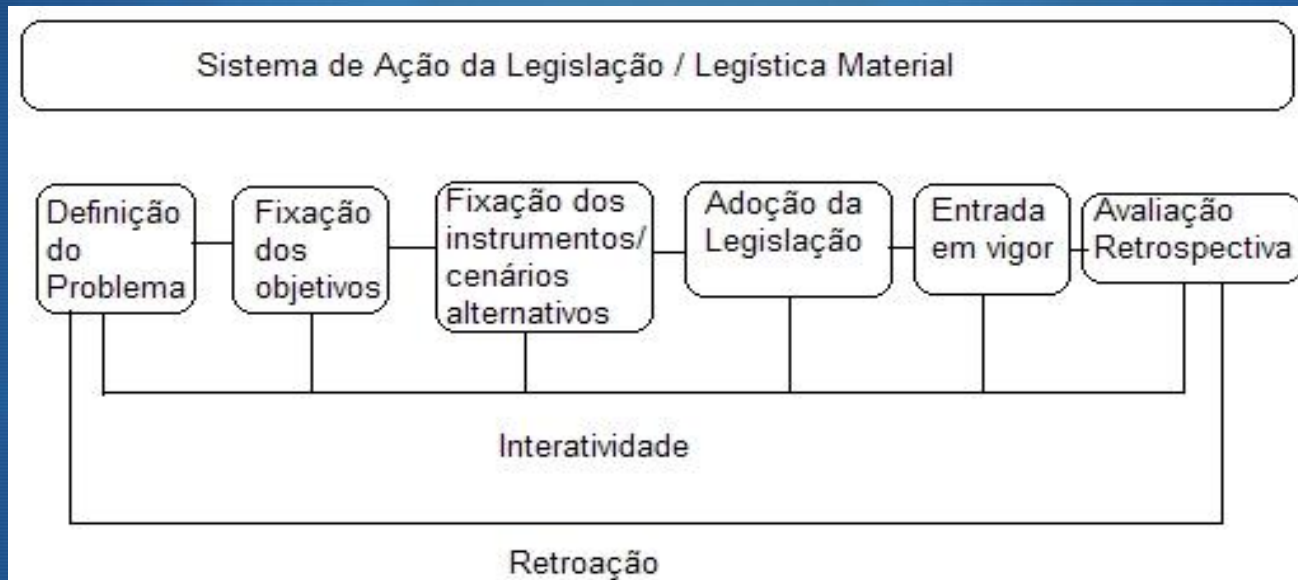 Sistema de Ação da Legislação / Legística Material
Definição
do
Problema
Fixação
dos
objetivos
Fixação dos
instrumentos/
cenários
alternativos
Adoção da
Legislação
Entrada
em vigor
Avaliação
Retrospectiva
Interatividade
Retroação